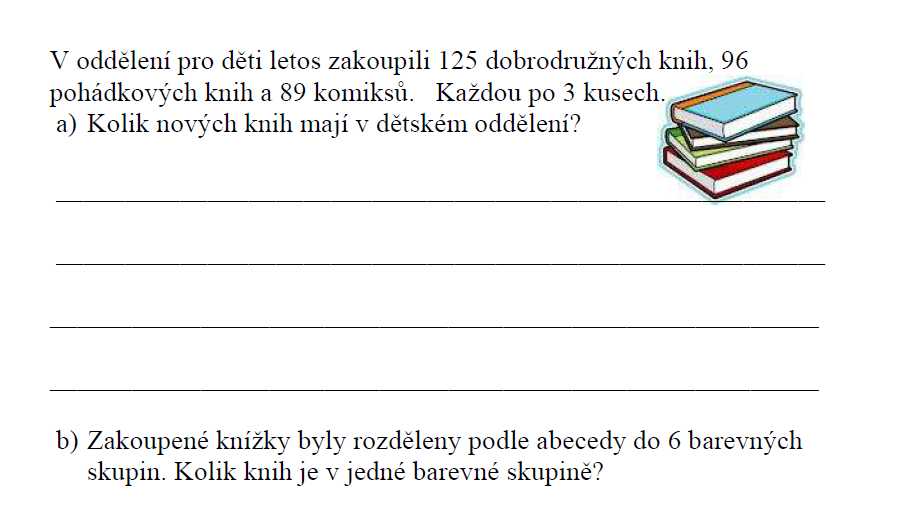 V oddělení pro děti letos zakoupili 125 dobrodružných knih, 96
pohádkových knih a 89 komiksů. Každou po 3 kusech.
a) Kolik nových knih mají v dětském oddělení?
b) Zakoupené knížky byly rozděleny podle abecedy do 6 barevných
skupin. Kolik knih je v jedné barevné skupině?